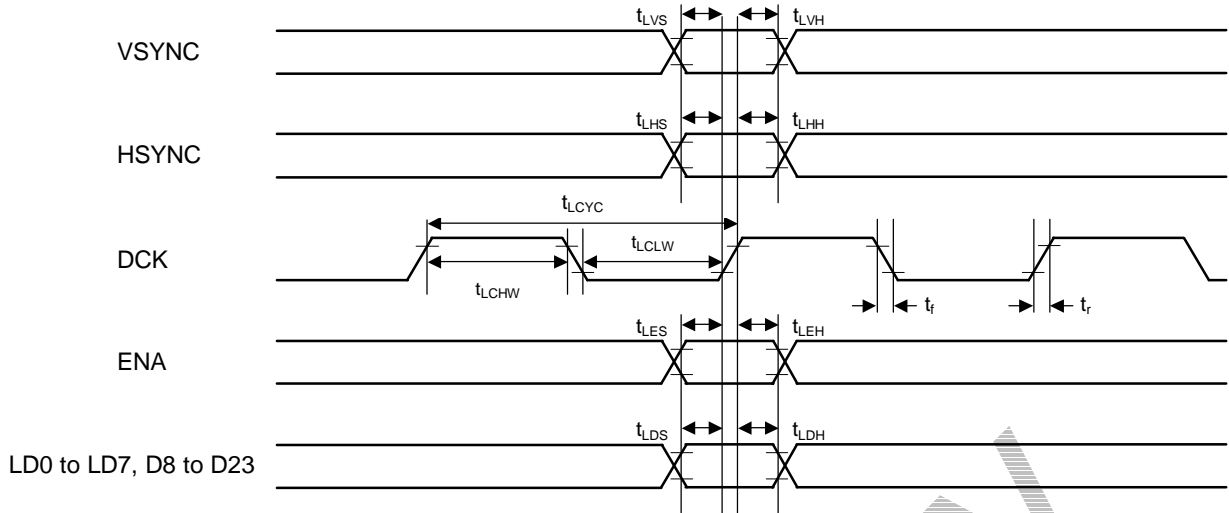 tLVS tLVH
VSYNC
tLHS tLHH
HSYNC
tLCYC
tLCLW
DCK
tLCHW
tf tr
tLES tLEH
ENA
tLDS tLDH
LD0 to LD7, D8 to D23